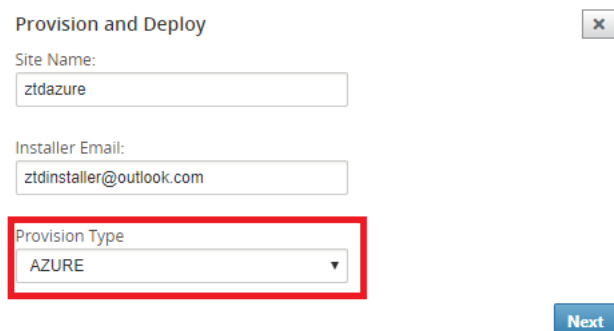 Provision and Deploy
Site Name:
ztdazure
Installer Email:
ztdinstaller@outlook.com
Provision Type
AZURE
Next